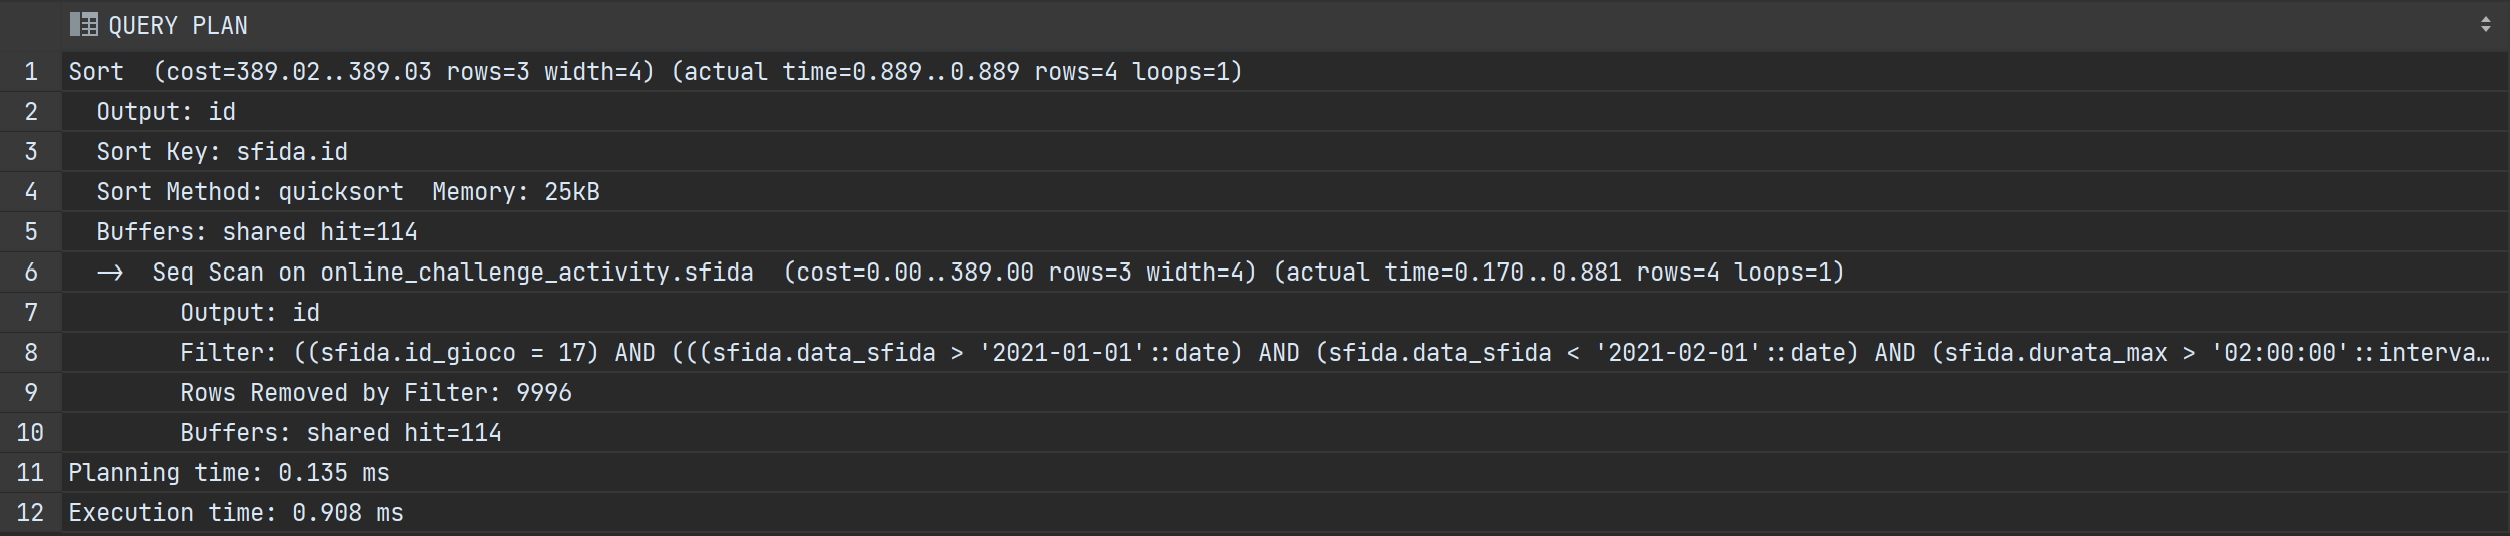 QUERY PLAN
1 Sort  (cost=389.02..389.03 rows=3 width=4) (actual time=0.889..0.889 rows=4 loops=1)
2   Output: id
3   Sort Key: sfida.id
4   Sort Method: quicksort  Memory: 25kB
5   Buffers: shared hit=114
6   ->  Seq Scan on online_challenge_activity.sfida  (cost=0.00..389.00 rows=3 width=4) (actual time=0.170..0.881 rows=4 loops=1)
7         Output: id
8         Filter: ((sfida.id_gioco = 17) AND (((sfida.data_sfida > '2021-01-01'::date) AND (sfida.data_sfida < '2021-02-01'::date) AND (sfida.durata_max > '02:00:00'::interva…
9         Rows Removed by Filter: 9996
10         Buffers: shared hit=114
11 Planning time: 0.135 ms
12 Execution time: 0.908 ms